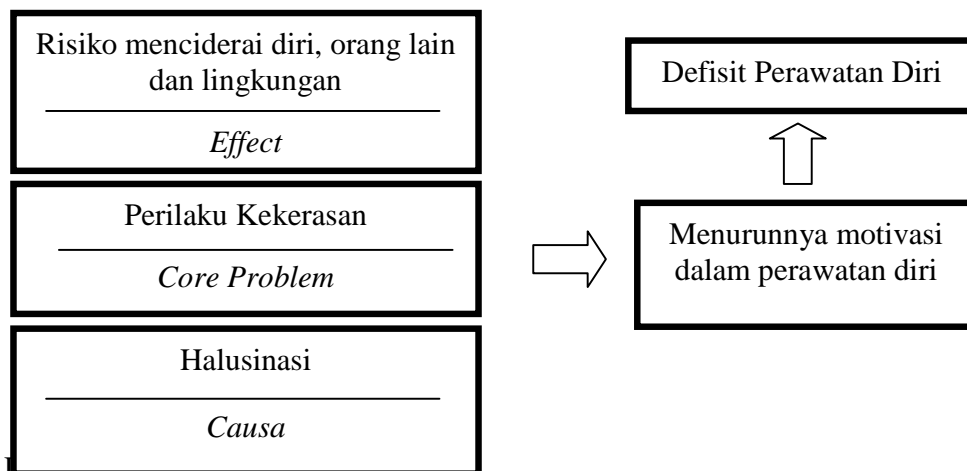 Risiko menciderai diri, orang lain
dan lingkungan
Effect
Perilaku Kekerasan
Core Problem
Halusinasi
Causa
Defisit Perawatan Diri
Menurunnya motivasi
dalam perawatan diri